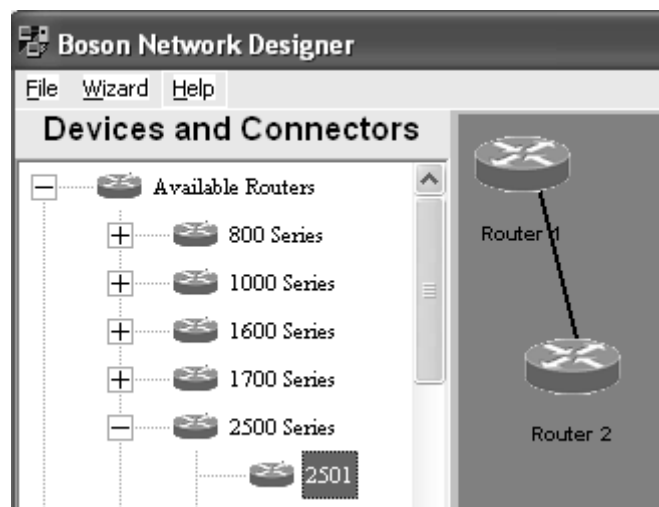 Boson Network Designer
File Wizard Help
Devices and Connectors
Available Routers
800 Series
1000 Series
1600 Series
1700 Series
2500 Series
2501
Router 1
Router 2